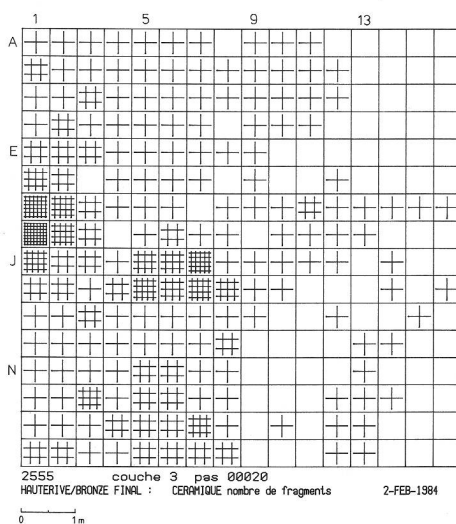 1 5 9 13
A
E
J
N
2555 couche 3 pas 00020
HAUTERIVE/BRONZE FINAL : CERAMIQUE nombre de fragments 2-FEB-1984
0 1m